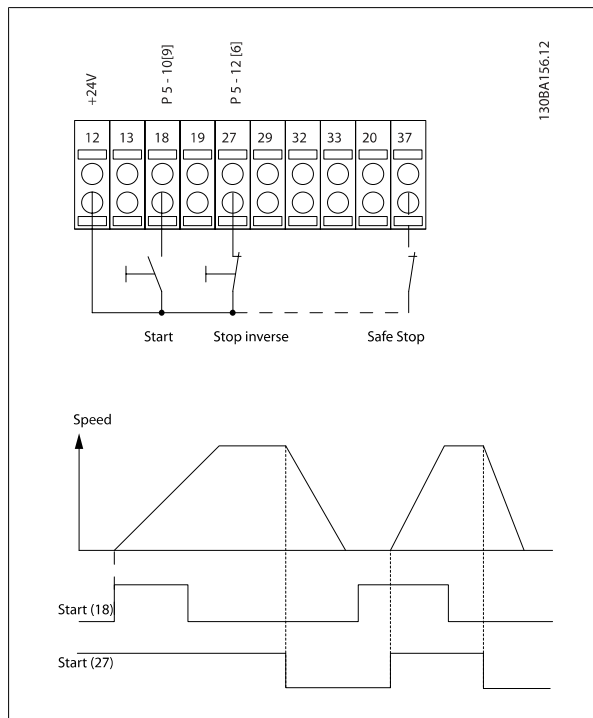 130BA156.12
+24V
P 5 - 10[9]
P 5 - 12 [6]
12 13 18 19 27 29 32 33 20 37
Start Stop inverse Safe Stop
Speed
Start (18)
Start (27)